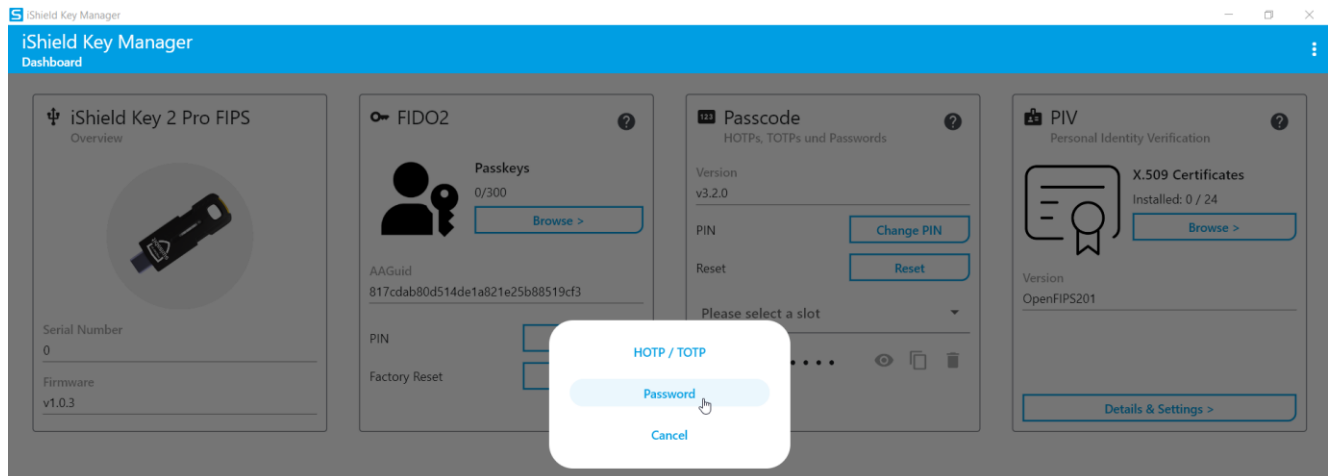 iShield Key Manager
iShield Key Manager
Dashboard
iShield Key 2 Pro FIPS
Overview
Serial Number
0
Firmware
v1.0.3
FIDO2
Passkeys
0/300
Browse >
AAGuid
817cdab80d514de1a821e25b88519cf3
PIN
Factory Reset
123 Passcode
HOTPs, TOTPs und Passwords
Version
v3.2.0
PIN
Change PIN
Reset
Reset
Please select a slot
PIV
Personal Identity Verification
X.509 Certificates
Installed: 0 / 24
Browse >
Version
OpenFIPS201
Details & Settings >
HOTP / TOTP
Password
Cancel